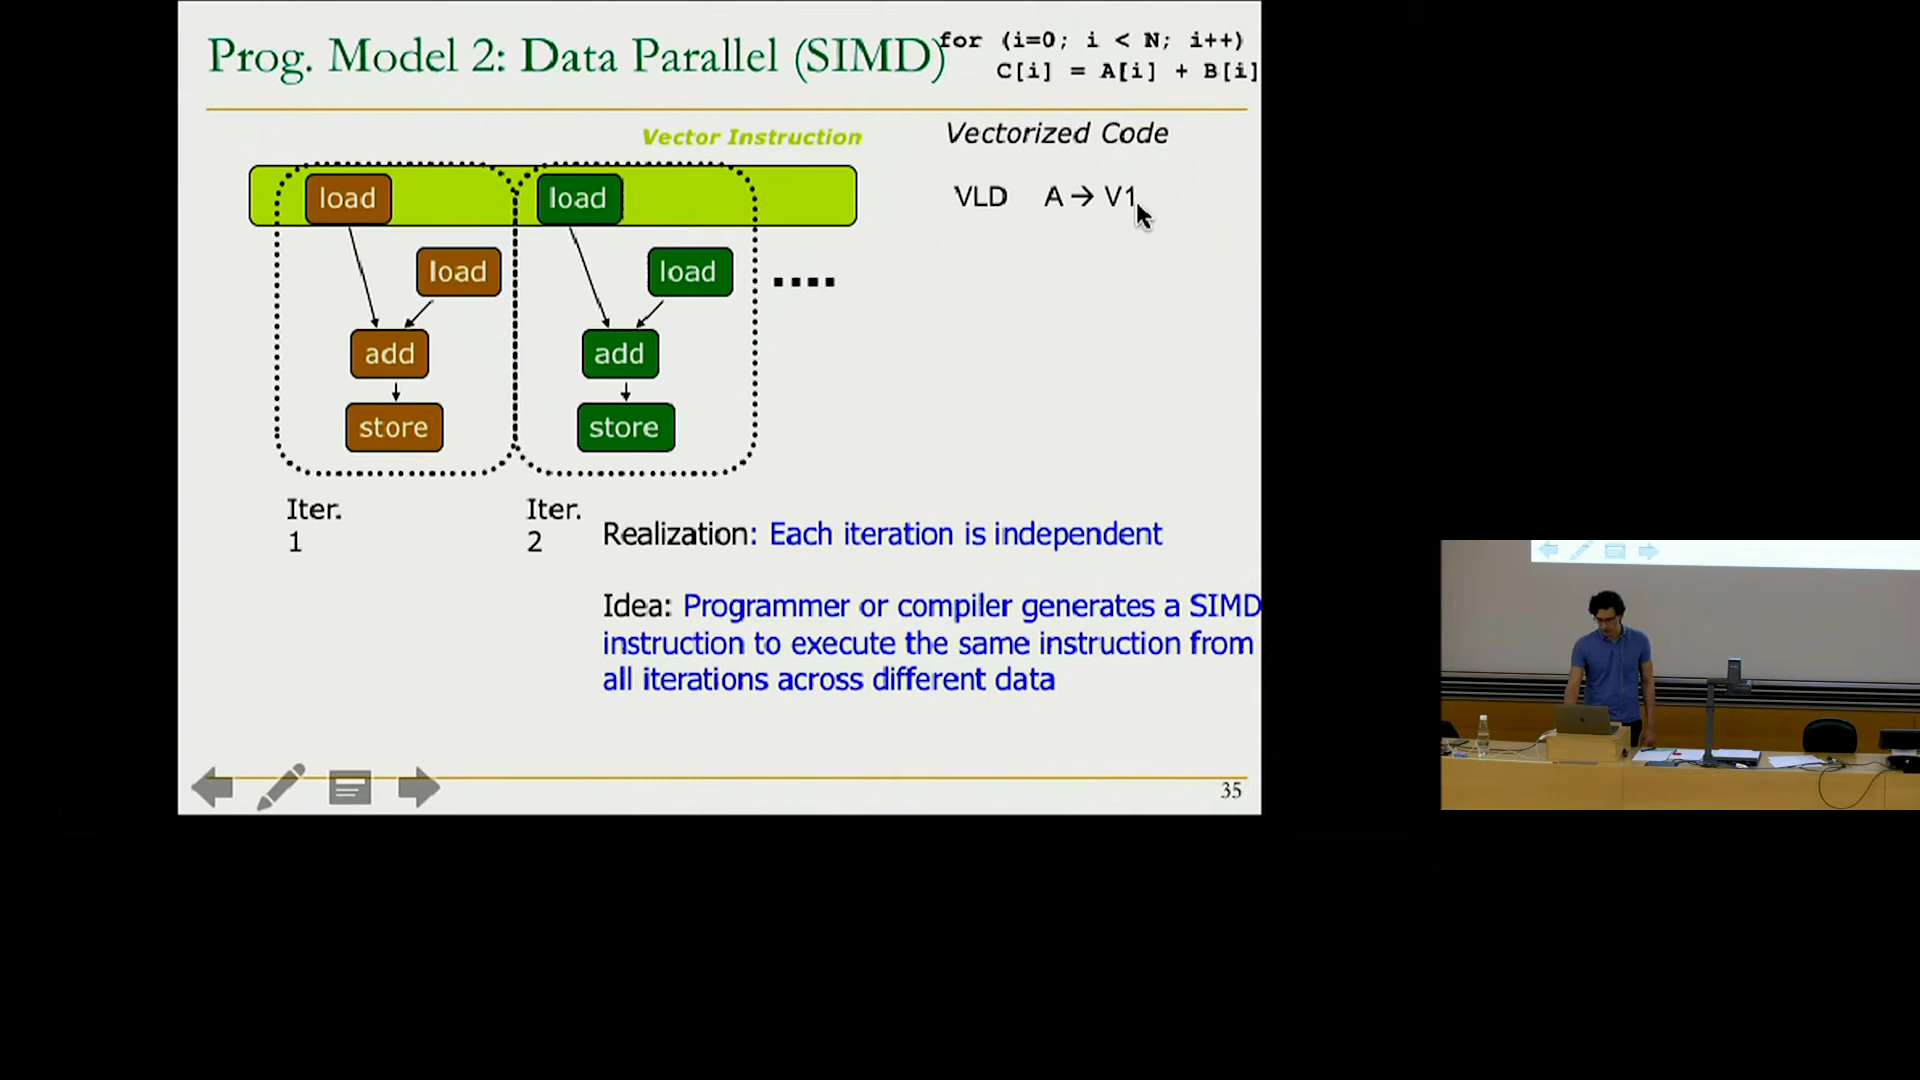 Prog. Model 2: Data Parallel (SIMD)
for (i=0; i < N; i++)
C[i] = A[i] + B[i]
Vector Instruction
Vectorized Code
load
load
VLD A → V1
load
load
....
add
add
store
store
Iter.
1
Iter.
2
Realization: Each iteration is independent
Idea: Programmer or compiler generates a SIMD
instruction to execute the same instruction from
all iterations across different data
35